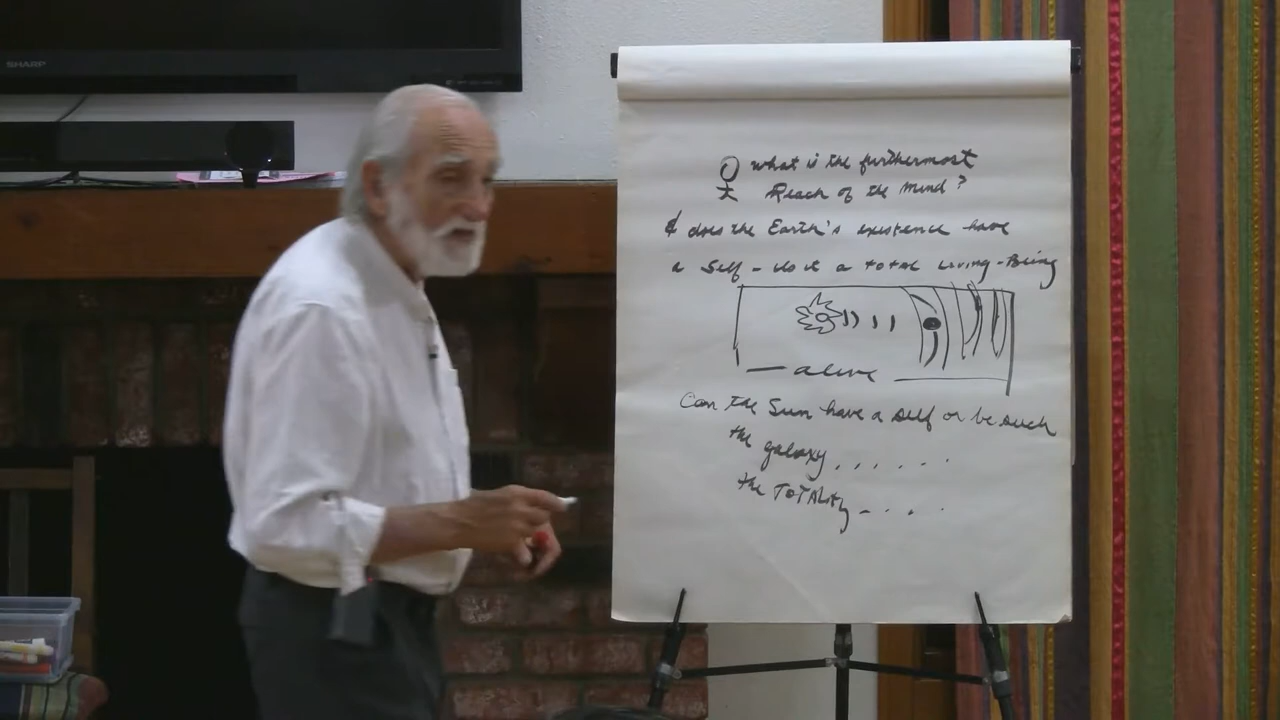 SHARP
What is the furthermost
Reach of the Mind?
& does the Earth's existence have
a Self - is it a TOTAL Living-Being
alive
Can the Sun have a self or be such
the galaxy . . . . . .
the TOTALity - . . . .